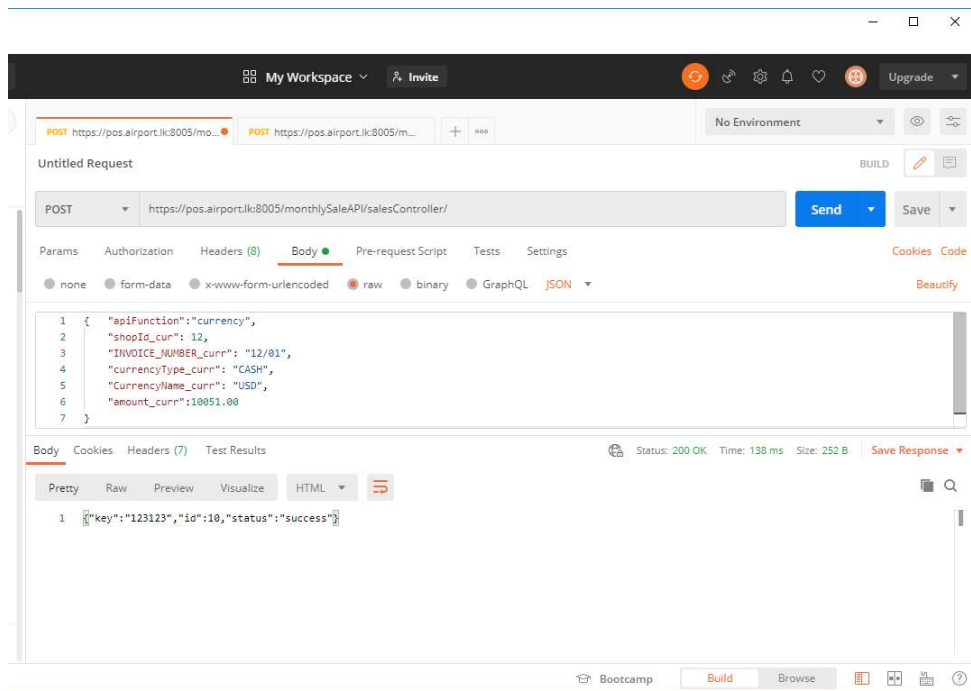 My Workspace
Invite
Upgrade
POST https://pos.airport.lk:8005/mo...
POST https://pos.airport.lk:8005/m...
No Environment
Untitled Request
BUILD
POST
https://pos.airport.lk:8005/monthlySaleAPI/salesController/
Send
Save
Params Authorization Headers (8) Body Pre-request Script Tests Settings
Cookies Code
none form-data x-www-form-urlencoded raw binary GraphQL JSON
Beautify
1 { "apiFunction":"currency",
2 "shopId_cur": 12,
3 "INVOICE_NUMBER_curr": "12/01",
4 "currencyType_curr": "CASH",
5 "CurrencyName_curr": "USD",
6 "amount_curr":10051.00
7 }
Body Cookies Headers (7) Test Results
Status: 200 OK Time: 138 ms Size: 252 B Save Response
Pretty Raw Preview Visualize HTML
1 {"key":"123123","id":10,"status":"success"}
Bootcamp Build Browse